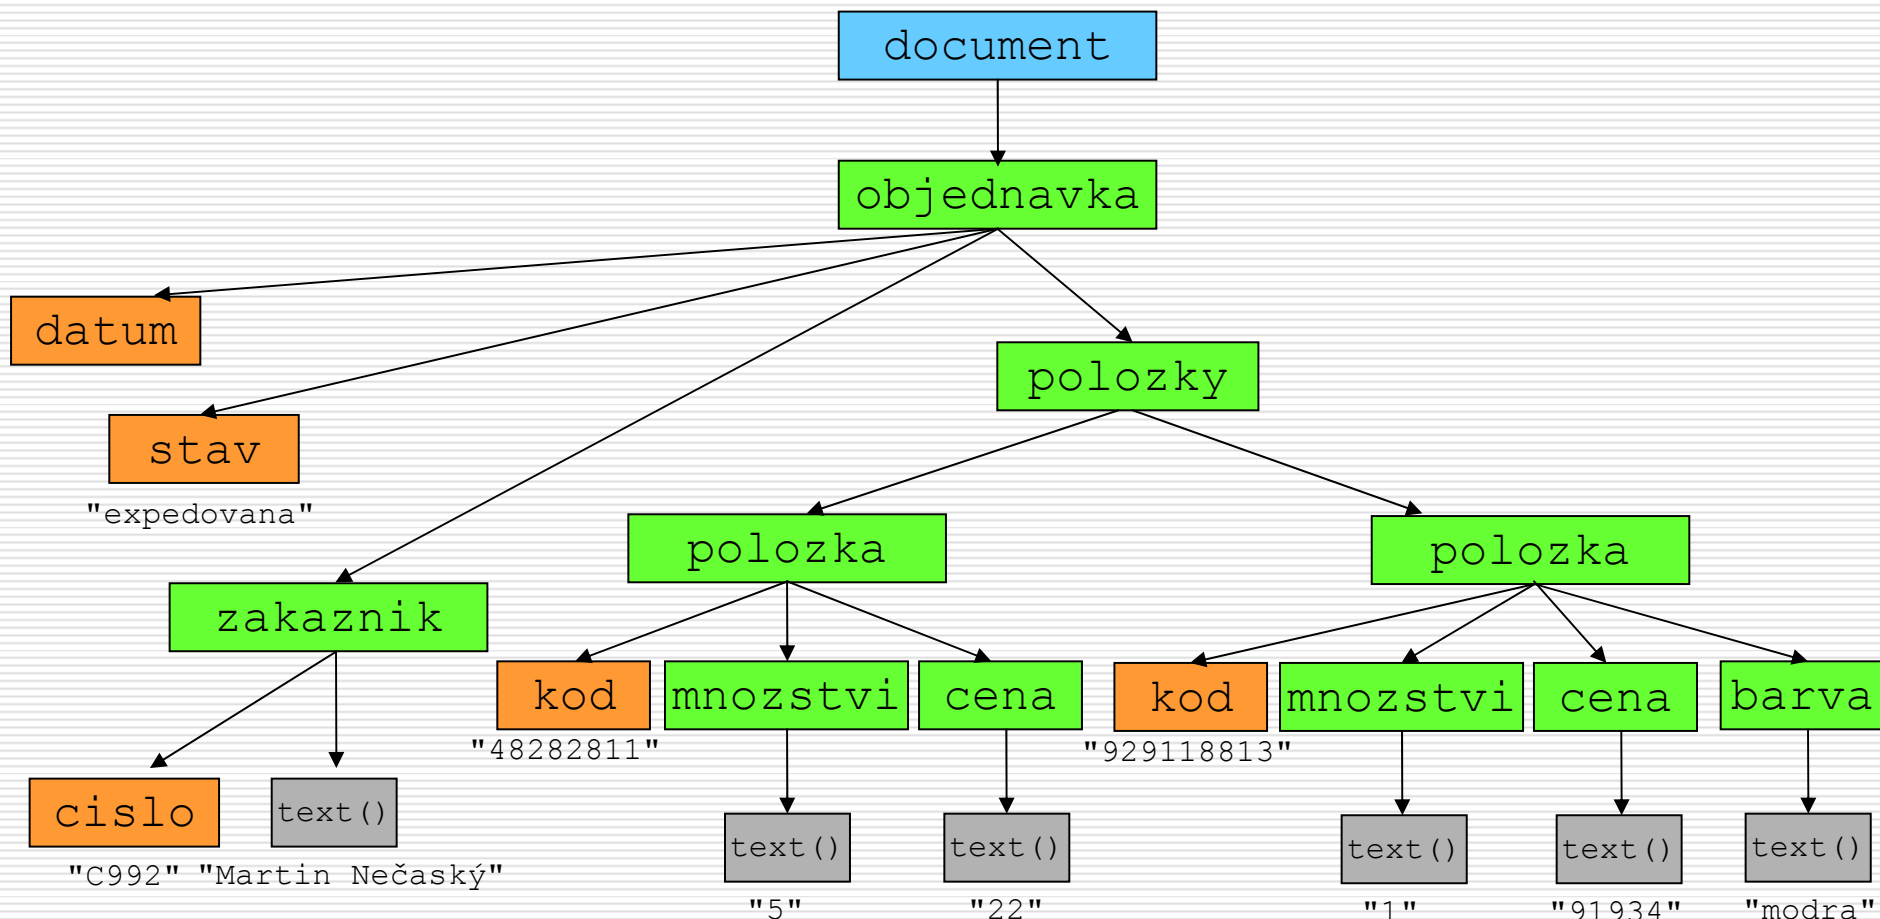 document
objednavka
datum
polozky
stav
"expedovana"
polozka
polozka
zakaznik
kod
mnozstvi
cena
kod
mnozstvi
cena
barva
"48282811"
"929118813"
cislo
text()
text()
text()
text()
text()
text()
"C992"
"Martin Nečaský"
"5"
"22"
"1"
"91934"
"modra"